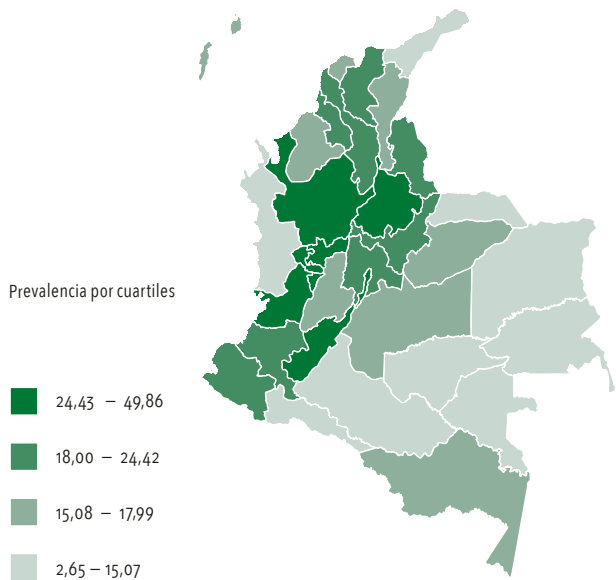 Prevalencia por cuartiles
24,43 – 49,86
18,00 – 24,42
15,08 – 17,99
2,65 – 15,07